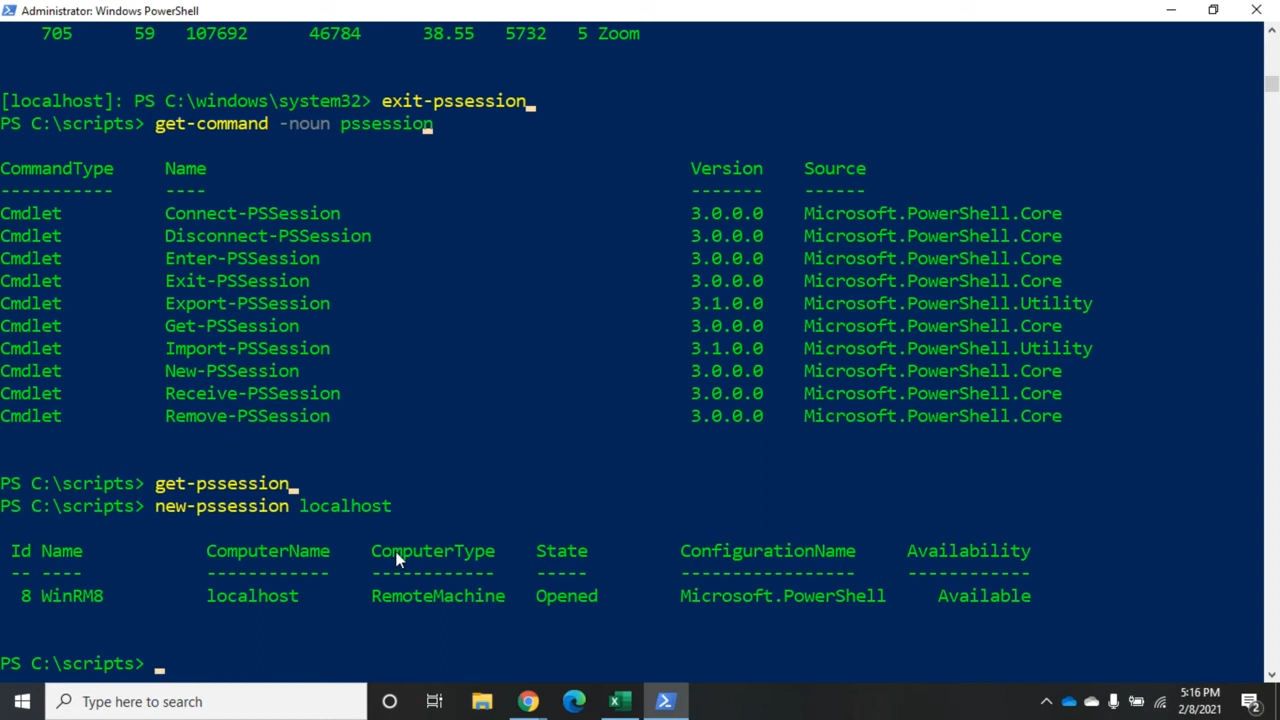 Administrator: Windows PowerShell
705 59 107692 46784 38.55 5732 5 Zoom
[localhost]: PS C:\windows\system32> exit-pssession
PS C:\scripts> get-command -noun pssession
CommandType Name Version Source
----------- ---- ------- ------
Cmdlet Connect-PSSession 3.0.0.0 Microsoft.PowerShell.Core
Cmdlet Disconnect-PSSession 3.0.0.0 Microsoft.PowerShell.Core
Cmdlet Enter-PSSession 3.0.0.0 Microsoft.PowerShell.Core
Cmdlet Exit-PSSession 3.0.0.0 Microsoft.PowerShell.Core
Cmdlet Export-PSSession 3.1.0.0 Microsoft.PowerShell.Utility
Cmdlet Get-PSSession 3.0.0.0 Microsoft.PowerShell.Core
Cmdlet Import-PSSession 3.1.0.0 Microsoft.PowerShell.Utility
Cmdlet New-PSSession 3.0.0.0 Microsoft.PowerShell.Core
Cmdlet Receive-PSSession 3.0.0.0 Microsoft.PowerShell.Core
Cmdlet Remove-PSSession 3.0.0.0 Microsoft.PowerShell.Core
PS C:\scripts> get-pssession
PS C:\scripts> new-pssession localhost
Id Name ComputerName ComputerType State ConfigurationName Availability
-- ---- ------------ ------------ ----- ----------------- ------------
8 WinRM8 localhost RemoteMachine Opened Microsoft.PowerShell Available
PS C:\scripts>
Type here to search
5:16 PM
2/8/2021
2